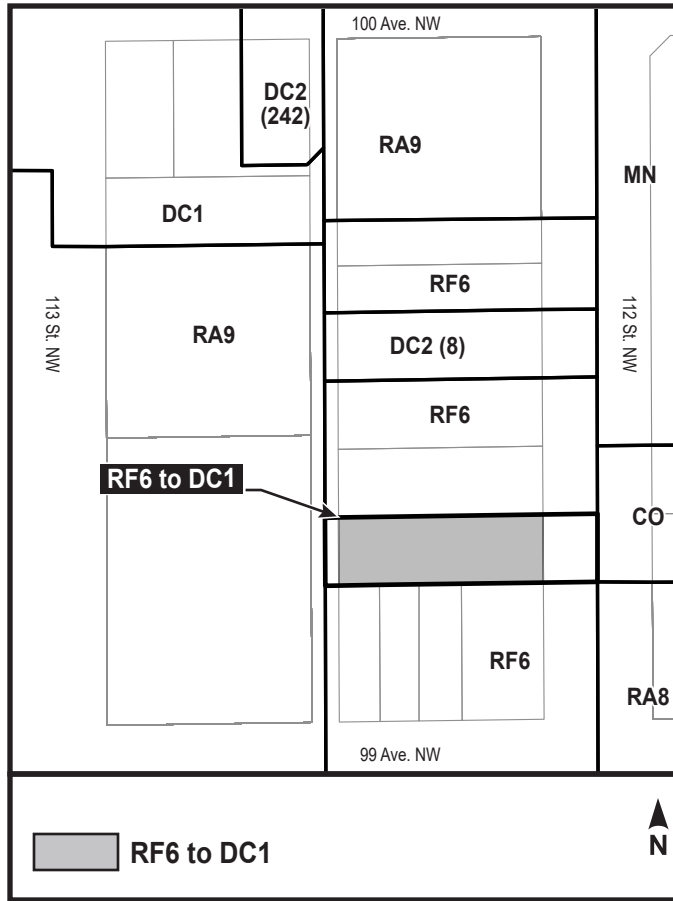 100 Ave. NW
DC2
(242)
RA9
MN
DC1
RF6
113 St. NW
RA9
DC2 (8)
112 St. NW
RF6
RF6 to DC1
CO
RF6
RA8
99 Ave. NW
RF6 to DC1
N